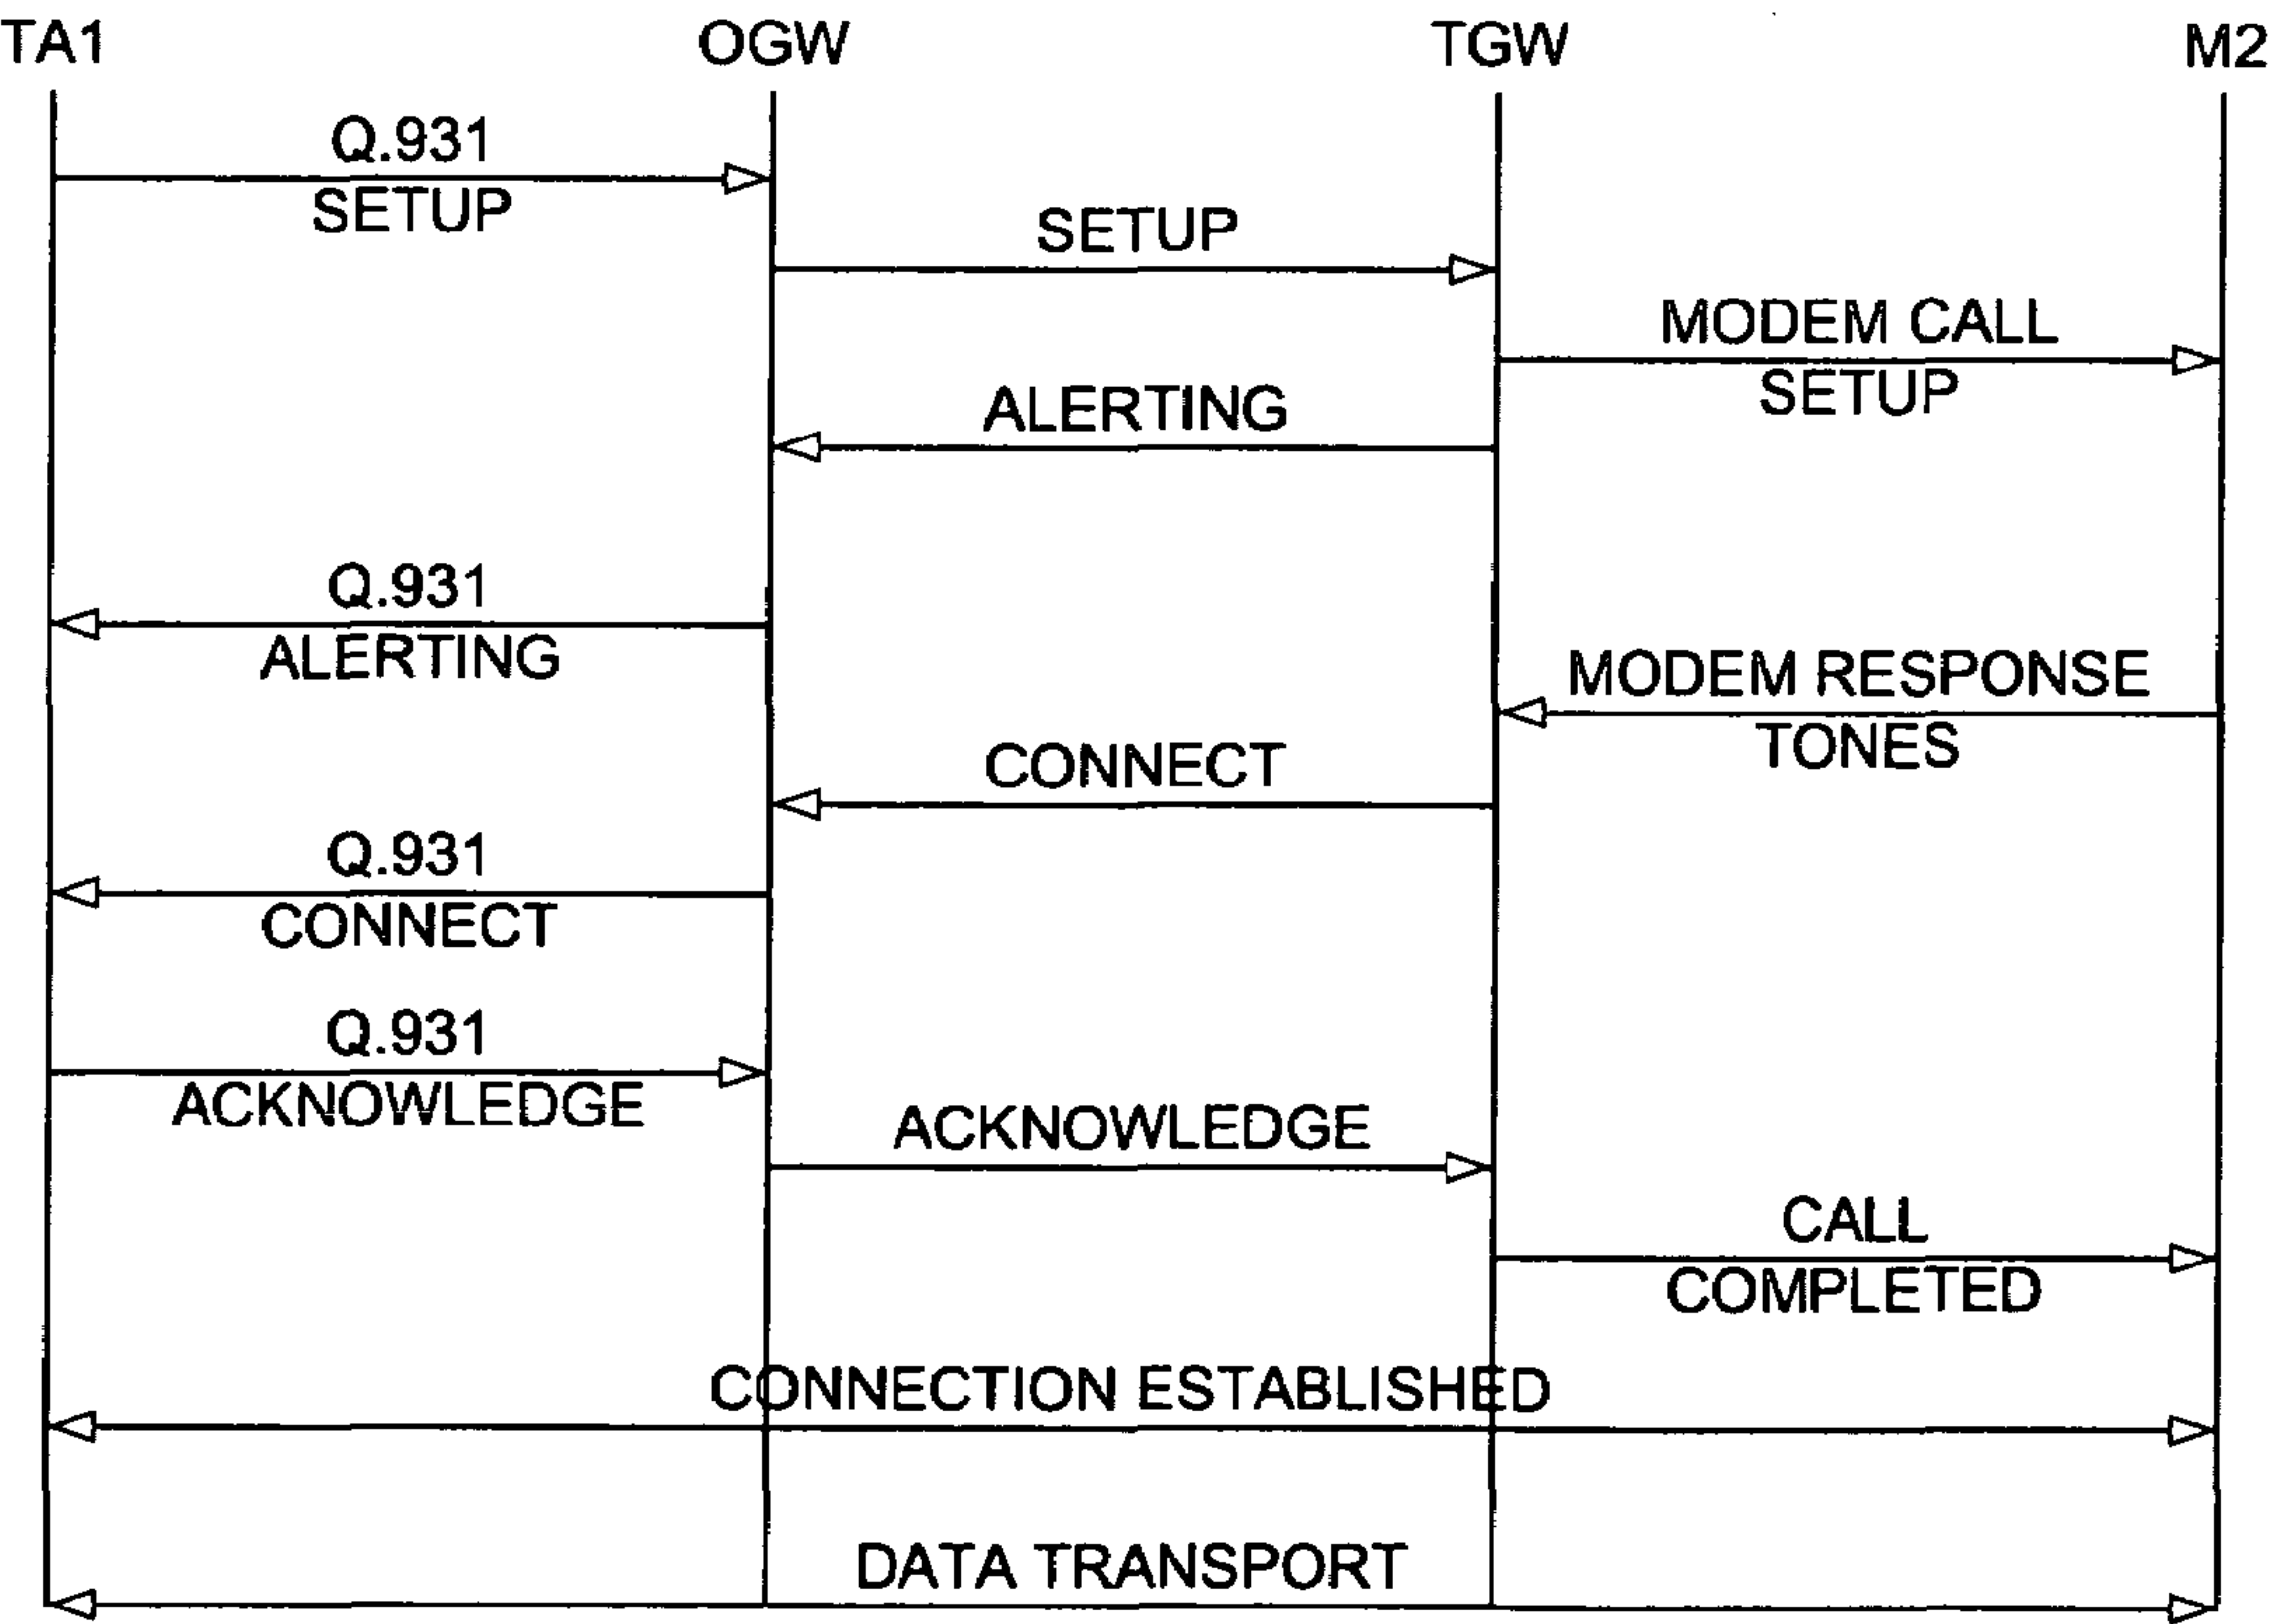 TA1 OGW TGW M2
Q.931
SETUP
SETUP
MODEM CALL
SETUP
ALERTING
Q.931
ALERTING
MODEM RESPONSE
TONES
CONNECT
Q.931
CONNECT
Q.931
ACKNOWLEDGE
ACKNOWLEDGE
CALL
COMPLETED
CONNECTION ESTABLISHED
DATA TRANSPORT